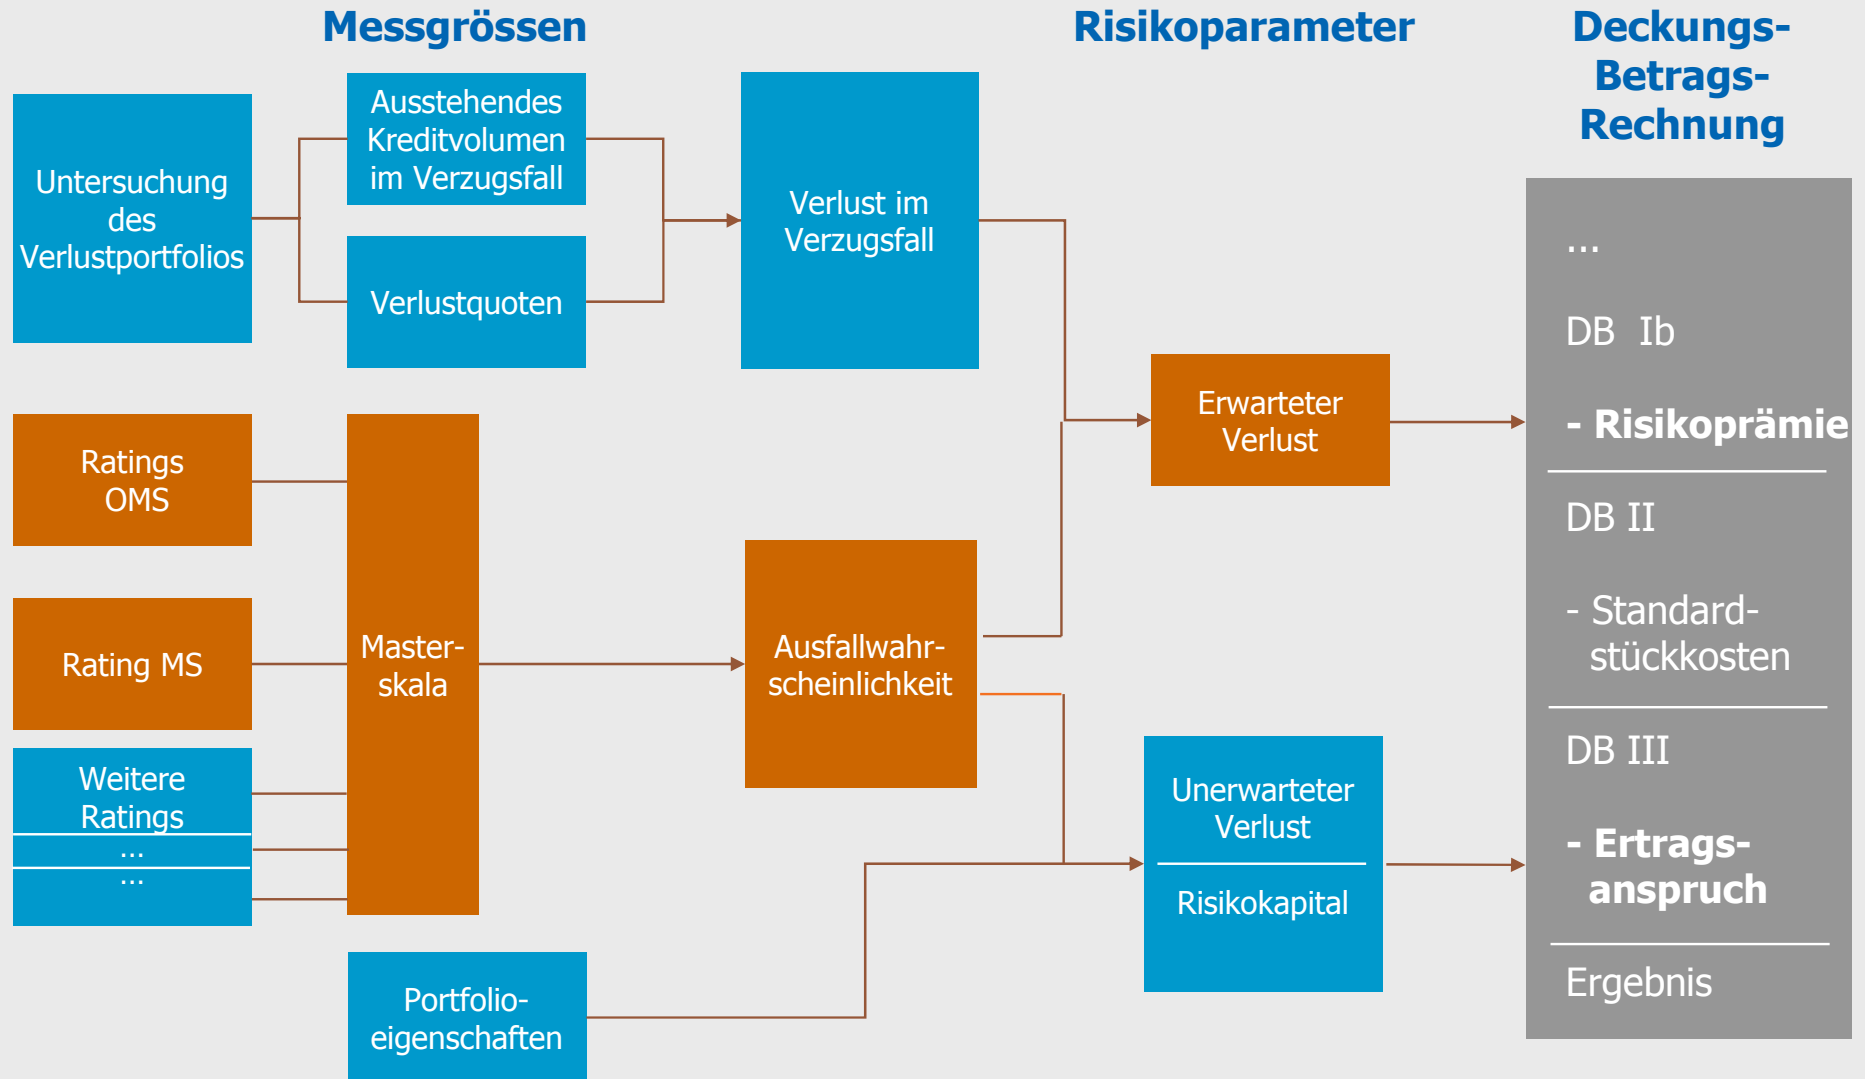 Messgrössen
Risikoparameter
Deckungs-
Betrags-
Rechnung
Untersuchung
des
Verlustportfolios
Ausstehendes
Kreditvolumen
im Verzugsfall
Verlustquoten
Verlust im
Verzugsfall
Ratings
OMS
Rating MS
Weitere
Ratings
...
...
Master-
skala
Ausfallwahr-
scheinlichkeit
Portfolio-
eigenschaften
Erwarteter
Verlust
Unerwarteter
Verlust
Risikokapital
...
DB Ib
- Risikoprämie
DB II
- Standard-
stückkosten
DB III
- Ertrags-
anspruch
Ergebnis